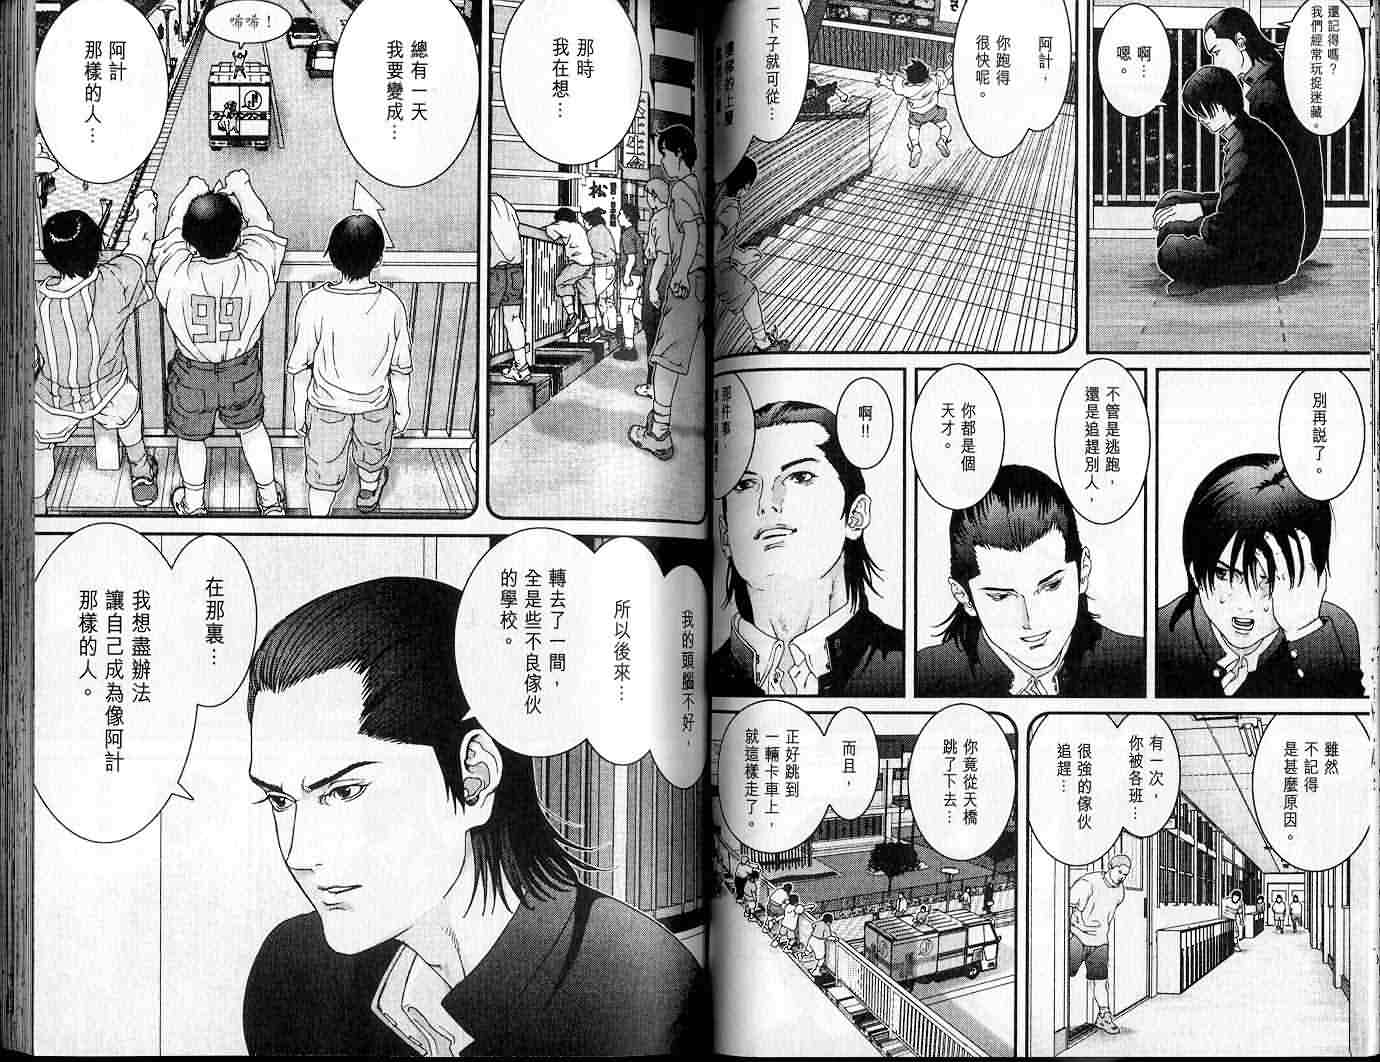 還記得嗎？
我們經常玩捉迷藏。
啊…
嗯。
阿計，
你跑得
很快呢。
一下子就可從…
別再說了。
不管是逃跑，
還是追趕別人，
你都是個
天才。
啊!!
那件事，
雖然
不記得
是甚麼原因。
有一次，
你被各班…
很強的傢伙
追趕…
你竟從天橋
跳了下去…
而且，
正好跳到
一輛卡車上，
就這樣走了。
那時
我在想…
松
嘻嘻！
總有一天
我要變成…
阿計
那樣的人…
99
我的頭腦不好，
所以後來…
轉去了一間，
全是些不良傢伙
的學校。
在那裏…
我想盡辦法
讓自己成為像阿計
那樣的人。